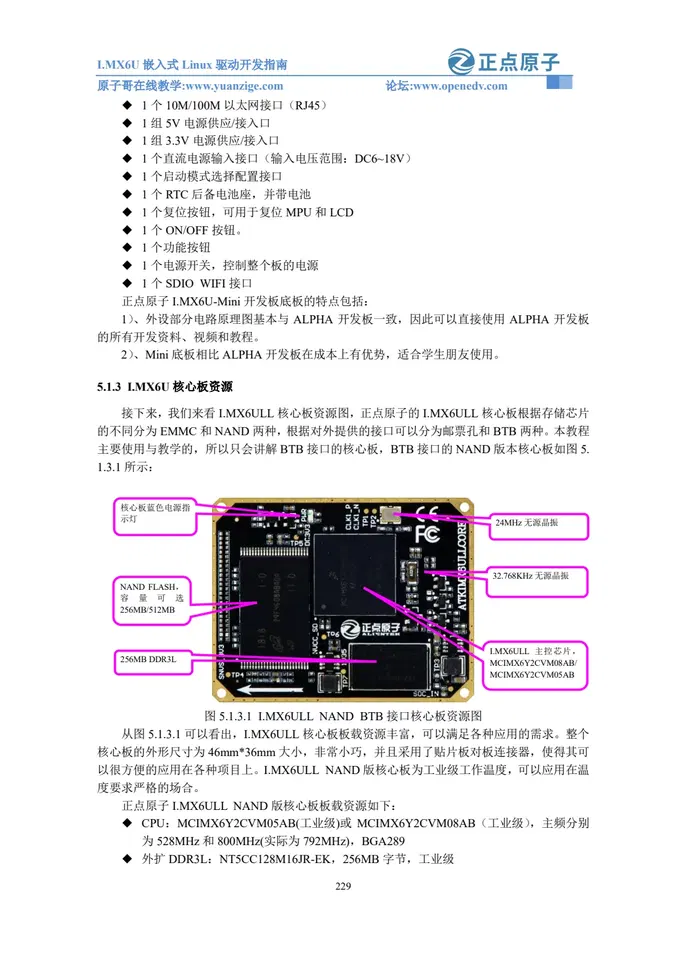 I.MX6U 嵌入式 Linux 驱动开发指南
正点原子
原子哥在线教学:www.yuanzige.com 论坛:www.openedv.com
◆ 1 个 10M/100M 以太网接口（RJ45）
◆ 1 组 5V 电源供应/接入口
◆ 1 组 3.3V 电源供应/接入口
◆ 1 个直流电源输入接口（输入电压范围：DC6~18V）
◆ 1 个启动模式选择配置接口
◆ 1 个 RTC 后备电池座，并带电池
◆ 1 个复位按钮，可用于复位 MPU 和 LCD
◆ 1 个 ON/OFF 按钮。
◆ 1 个功能按钮
◆ 1 个电源开关，控制整个板的电源
◆ 1 个 SDIO WIFI 接口
正点原子 I.MX6U-Mini 开发板底板的特点包括：
1）、外设部分电路原理图基本与 ALPHA 开发板一致，因此可以直接使用 ALPHA 开发板
的所有开发资料、视频和教程。
2）、Mini 底板相比 ALPHA 开发板在成本上有优势，适合学生朋友使用。
5.1.3 I.MX6U 核心板资源
接下来，我们来看 I.MX6ULL 核心板资源图，正点原子的 I.MX6ULL 核心板根据存储芯片
的不同分为 EMMC 和 NAND 两种，根据对外提供的接口可以分为邮票孔和 BTB 两种。本教程
主要使用与教学的，所以只会讲解 BTB 接口的核心板，BTB 接口的 NAND 版本核心板如图 5.
1.3.1 所示：
核心板蓝色电源指
示灯
NAND FLASH，
容量可选
256MB/512MB
256MB DDR3L
24MHz 无源晶振
32.768KHz 无源晶振
I.MX6ULL 主控芯片，
MCIMX6Y2CVM08AB/
MCIMX6Y2CVM05AB
PWR
DC3V3
TP5
CLK1_P
CLK1_N
TP1
TP2
FC
ATKIMX6ULLCORE
正点原子
ALIENTEK
NVCC_SD
TP6
SNVS_3V3
TP4
TP7
TP3
SOC_IN
图 5.1.3.1 I.MX6ULL NAND BTB 接口核心板资源图
从图 5.1.3.1 可以看出，I.MX6ULL 核心板板载资源丰富，可以满足各种应用的需求。整个
核心板的外形尺寸为 46mm*36mm 大小，非常小巧，并且采用了贴片板对板连接器，使得其可
以很方便的应用在各种项目上。I.MX6ULL NAND 版核心板为工业级工作温度，可以应用在温
度要求严格的场合。
正点原子 I.MX6ULL NAND 版核心板板载资源如下：
◆ CPU：MCIMX6Y2CVM05AB(工业级)或 MCIMX6Y2CVM08AB（工业级），主频分别
为 528MHz 和 800MHz(实际为 792MHz)，BGA289
◆ 外扩 DDR3L：NT5CC128M16JR-EK，256MB 字节，工业级
229